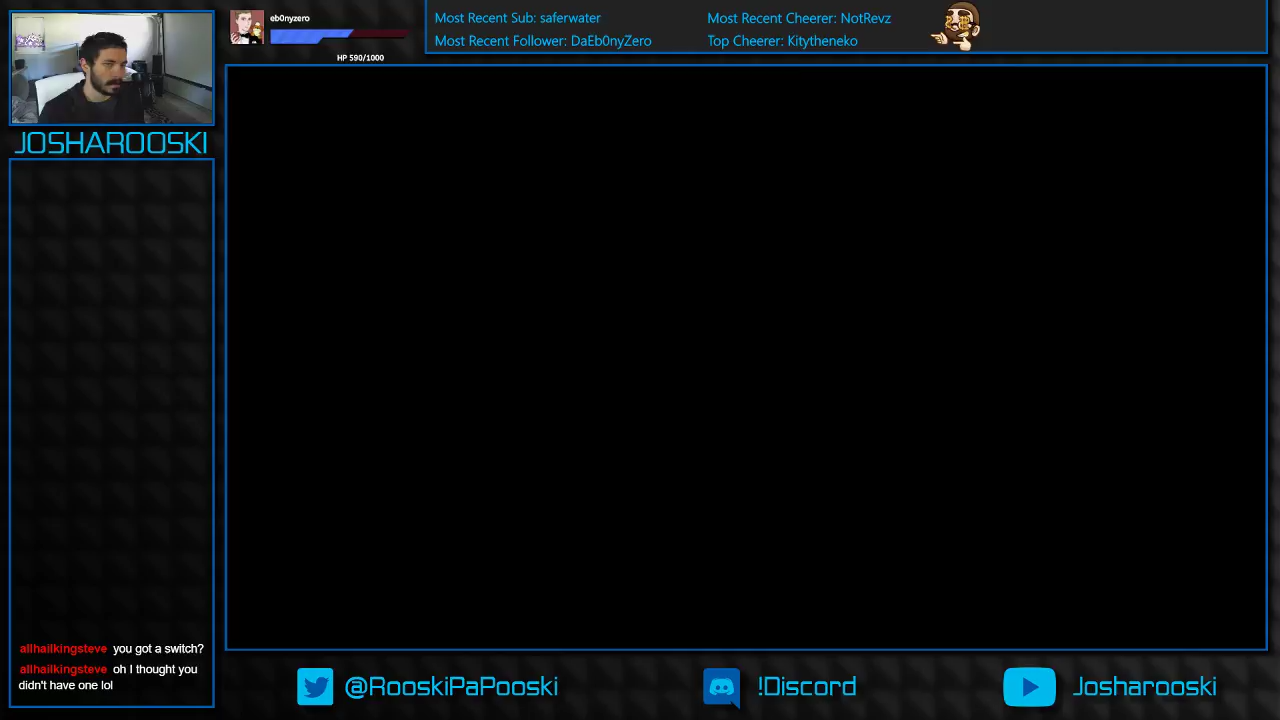 eb0nyzero
HP 590/1000
Most Recent Sub: saferwater
Most Recent Follower: DaEb0nyZero
Most Recent Cheerer: NotRevz
Top Cheerer: Kitytheneko
JOSHAROOSKI
allhailkingsteve you got a switch?
allhailkingsteve oh I thought you
didn't have one lol
@RooskiPaPooski
!Discord
Josharooski